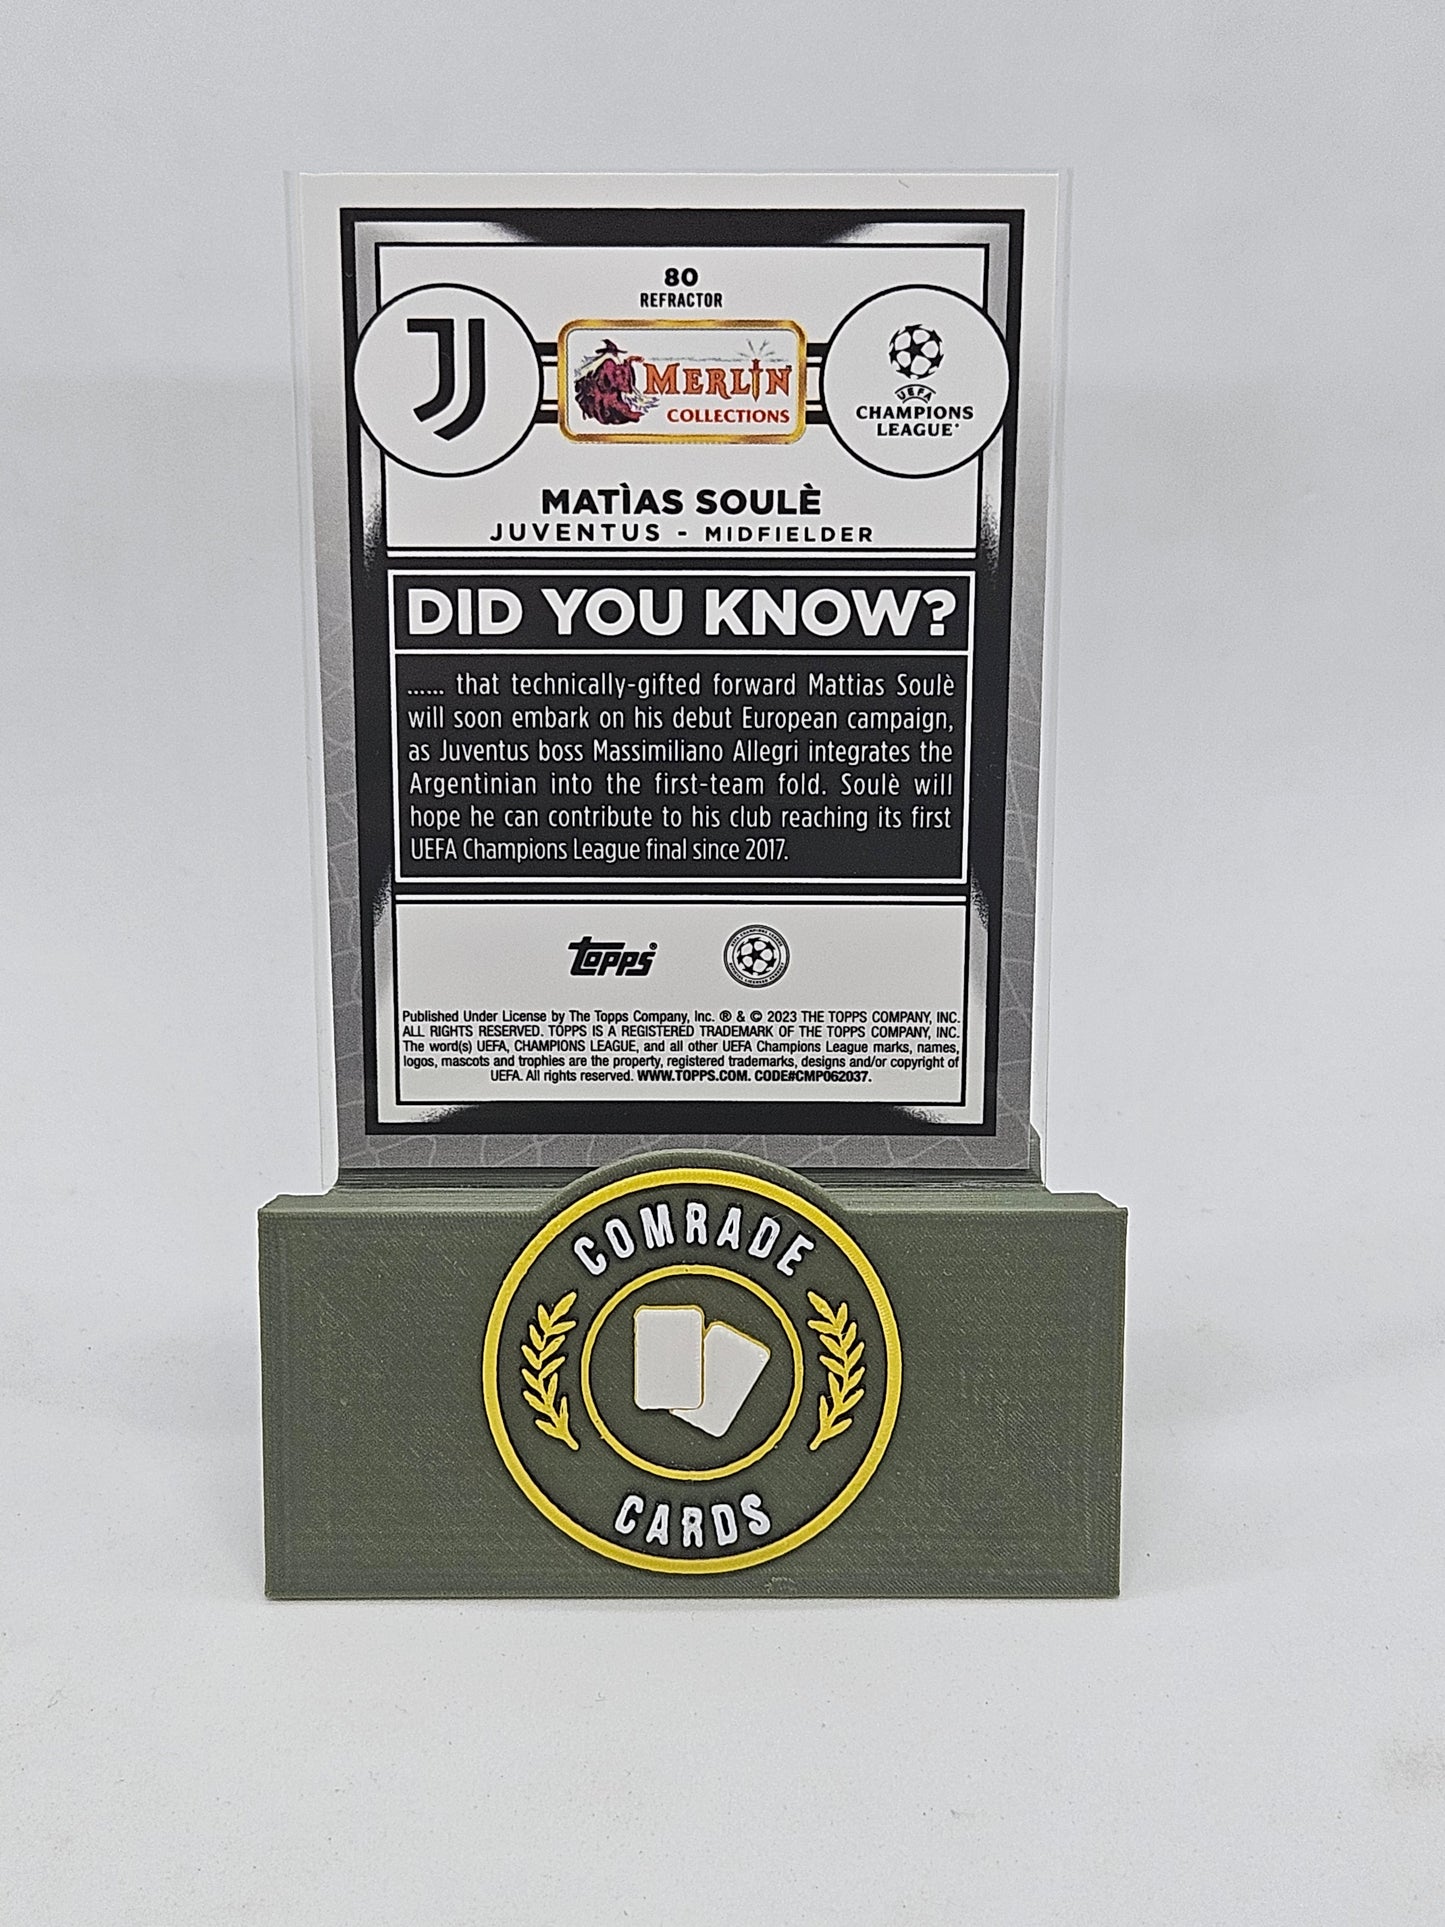 80
REFRACTOR
MERLIN
COLLECTIONS
UEFA
CHAMPIONS
LEAGUE®
MATÌAS SOULÈ
JUVENTUS - MIDFIELDER
DID YOU KNOW?
...... that technically-gifted forward Mattias Soulè
will soon embark on his debut European campaign,
as Juventus boss Massimiliano Allegri integrates the
Argentinian into the first-team fold. Soulè will
hope he can contribute to his club reaching its first
UEFA Champions League final since 2017.
topps®
Published Under License by The Topps Company, Inc. ® & © 2023 THE TOPPS COMPANY, INC.
ALL RIGHTS RESERVED. TOPPS IS A REGISTERED TRADEMARK OF THE TOPPS COMPANY, INC.
The word(s) UEFA, CHAMPIONS LEAGUE, and all other UEFA Champions League marks, names,
logos, mascots and trophies are the property, registered trademarks, designs and/or copyright of
UEFA. All rights reserved. WWW.TOPPS.COM. CODE#CMP062037.
COMRADE
CARDS